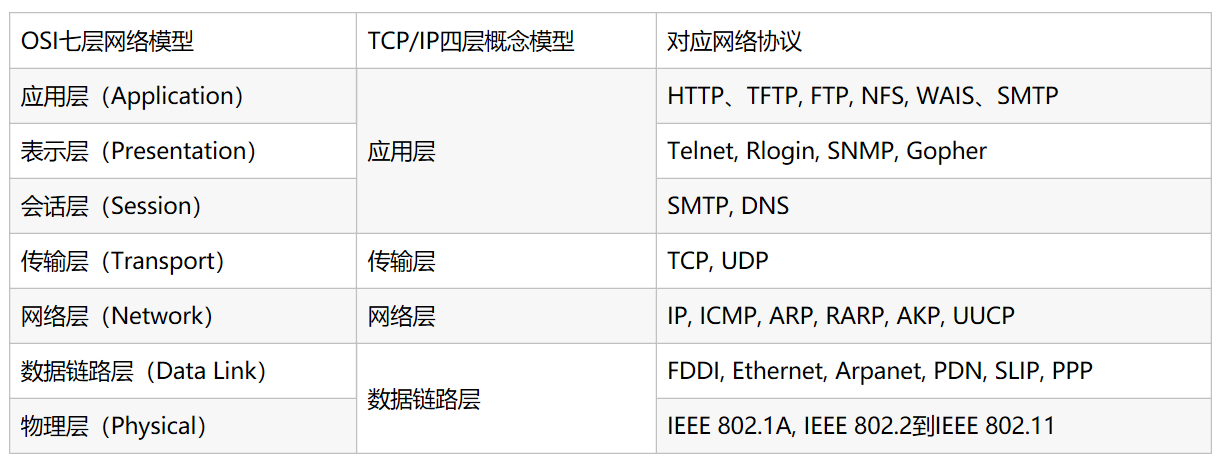 OSI七层网络模型 TCP/IP四层概念模型 对应网络协议
应用层（Application） HTTP、TFTP, FTP, NFS, WAIS、SMTP
表示层（Presentation） 应用层 Telnet, Rlogin, SNMP, Gopher
会话层（Session） SMTP, DNS
传输层（Transport） 传输层 TCP, UDP
网络层（Network） 网络层 IP, ICMP, ARP, RARP, AKP, UUCP
数据链路层（Data Link） FDDI, Ethernet, Arpanet, PDN, SLIP, PPP
数据链路层
物理层（Physical） IEEE 802.1A, IEEE 802.2到IEEE 802.11